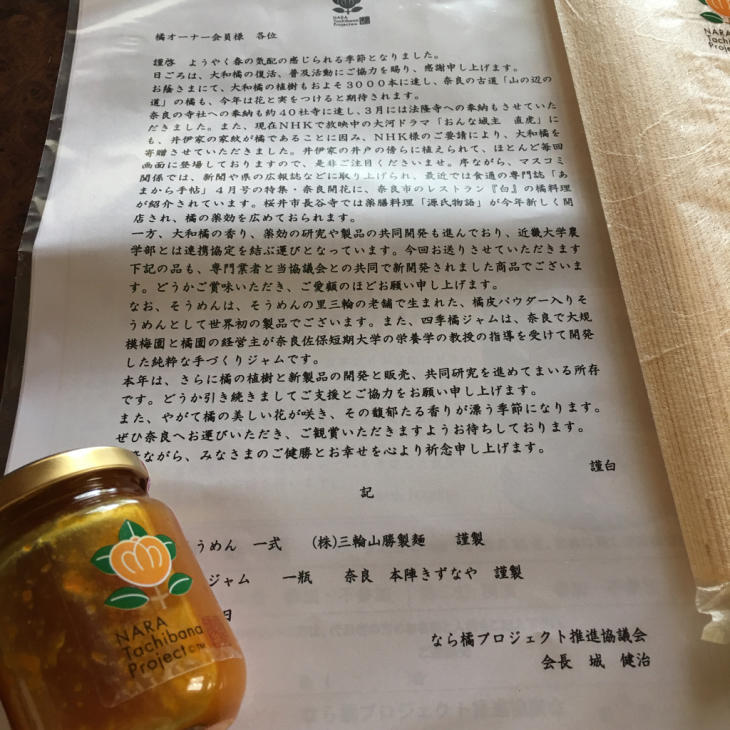 NARA
Tachibana
Project
橘オーナー会員様 各位
謹啓 ようやく春の気配の感じられる季節となりました。
日ごろは、大和橘の復活、普及活動にご協力を賜り、感謝申し上げます。
お蔭さまにて、大和橘の植樹もおよそ3000本に達し、奈良の古道「山の辺の
道」の橘も、今年は花と実をつけると期待されます。
奈良の寺社への奉納も約40社寺に達し、3月には法隆寺への奉納もさせていた
だきました。また、現在NHKで放映中の大河ドラマ「おんな城主 直虎」に
も、井伊家の家紋が橘であることに因み、NHK様のご要請により、大和橘を
寄贈させていただきました。井伊家の井戸の傍らに植えられて、ほとんど毎回
画面に登場しておりますので、是非ご注目くださいませ。序ながら、マスコミ
関係では、新聞や県の広報誌などに取り上げられ、最近では食通の専門誌「あ
まから手帖」4月号の特集・奈良開花に、奈良市のレストラン『白』の橘料理
が紹介されています。桜井市長谷寺では薬膳料理「源氏物語」が今年新しく開
店され、橘の薬効を広めておられます。
一方、大和橘の香り、薬効の研究や製品の共同開発も進んでおり、近畿大学農
学部とは連携協定を結ぶ運びとなっています。今回お送りさせていただきます
下記の品も、専門業者と当協議会との共同で新開発されました商品でございま
す。どうかご賞味いただき、ご愛顧のほどお願い申し上げます。
なお、そうめんは、そうめんの里三輪の老舗で生まれた、橘皮パウダー入りそ
うめんとして世界初の製品でございます。また、四季橘ジャムは、奈良で大規
模梅園と橘園の経営主が奈良佐保短期大学の栄養学の教授の指導を受けて開発
した純粋な手づくりジャムです。
本年は、さらに橘の植樹と新製品の開発と販売、共同研究を進めてまいる所存
です。どうか引き続きましてご支援とご協力をお願い申し上げます。
また、やがて橘の美しい花が咲き、その馥郁たる香りが漂う季節になります。
ぜひ奈良へお運びいただき、ご観賞いただきますようお待ちしております。
さながら、みなさまのご健勝とお幸せを心より祈念申し上げます。
謹白
記
うめん 一式 (株)三輪山勝製麺 謹製
ジャム 一瓶 奈良 本陣きずなや 謹製
日
なら橘プロジェクト推進協議会
会長 城 健治
NARA
Tachibana
Project©™
NARA
Tachibana
Project